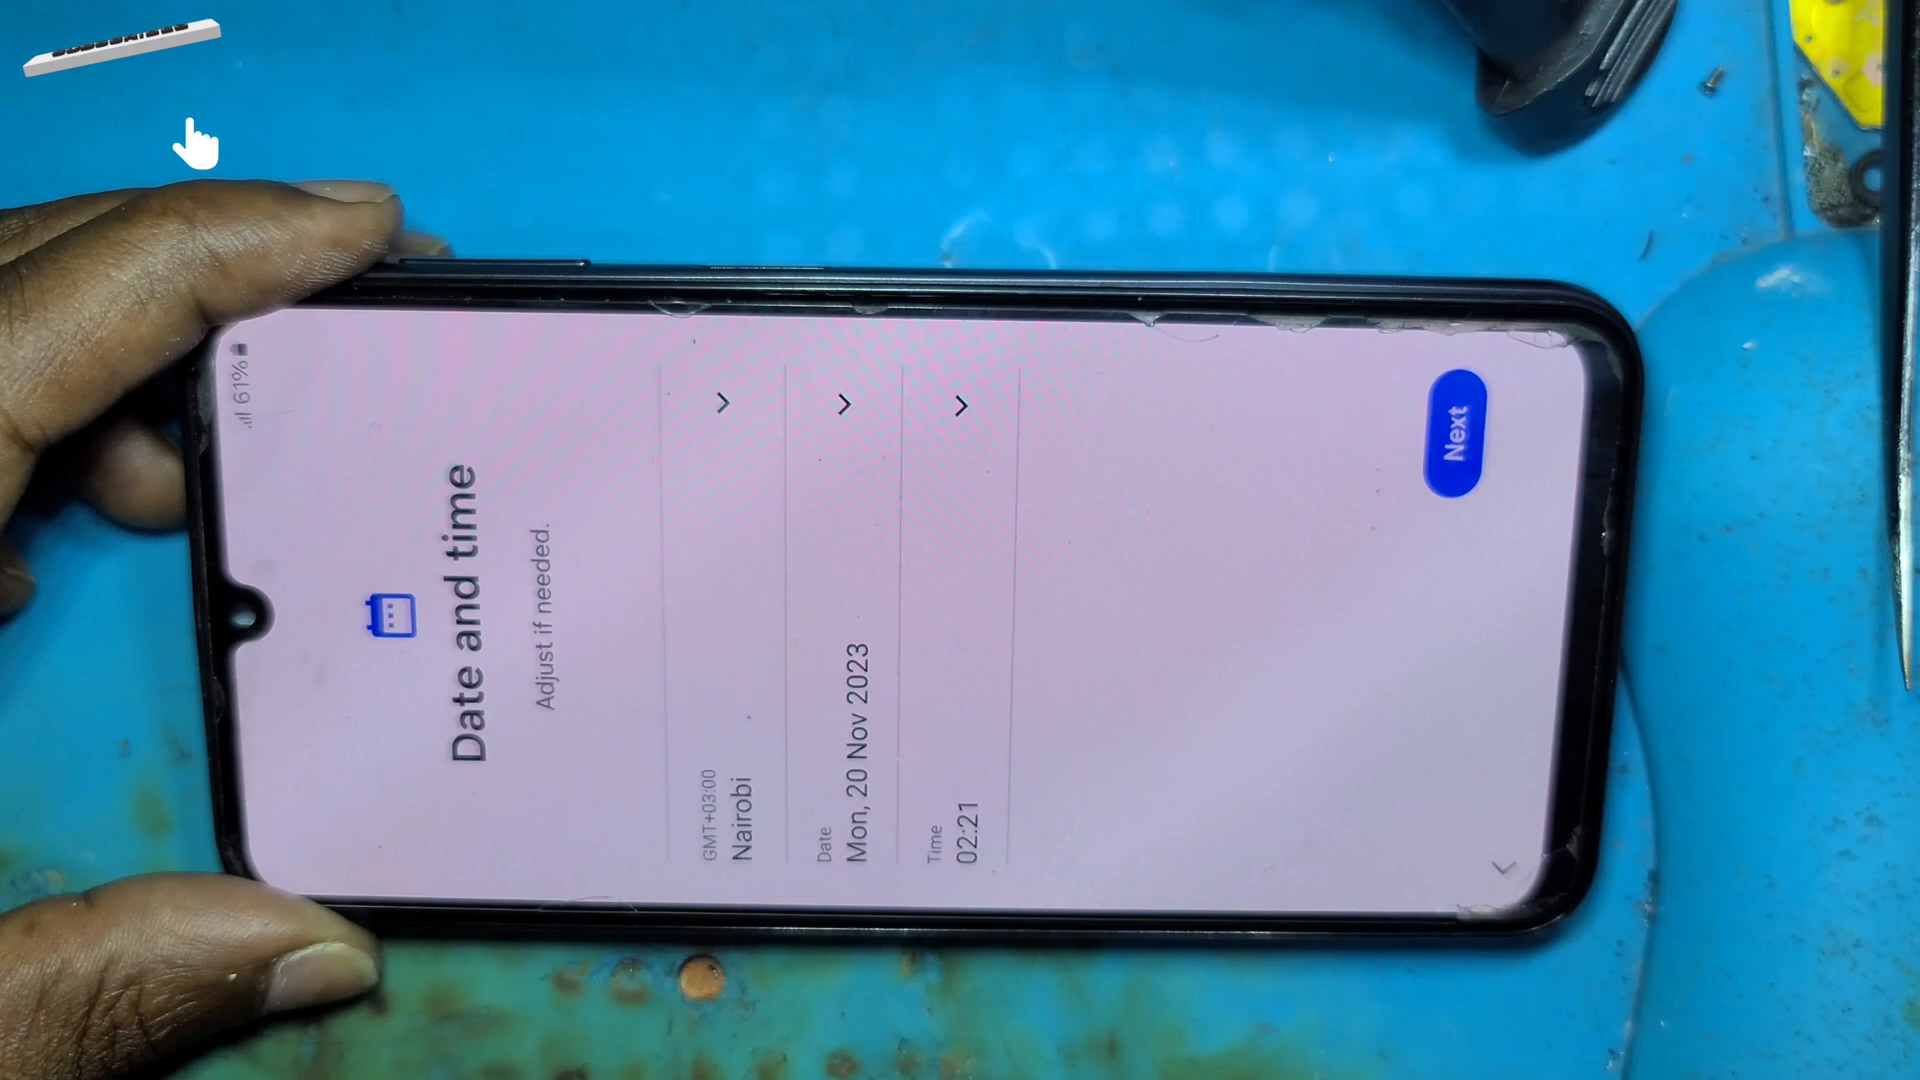 61%
Date and time
Adjust if needed.
GMT+03:00
Nairobi
Date
Mon, 20 Nov 2023
Time
02:21
Next